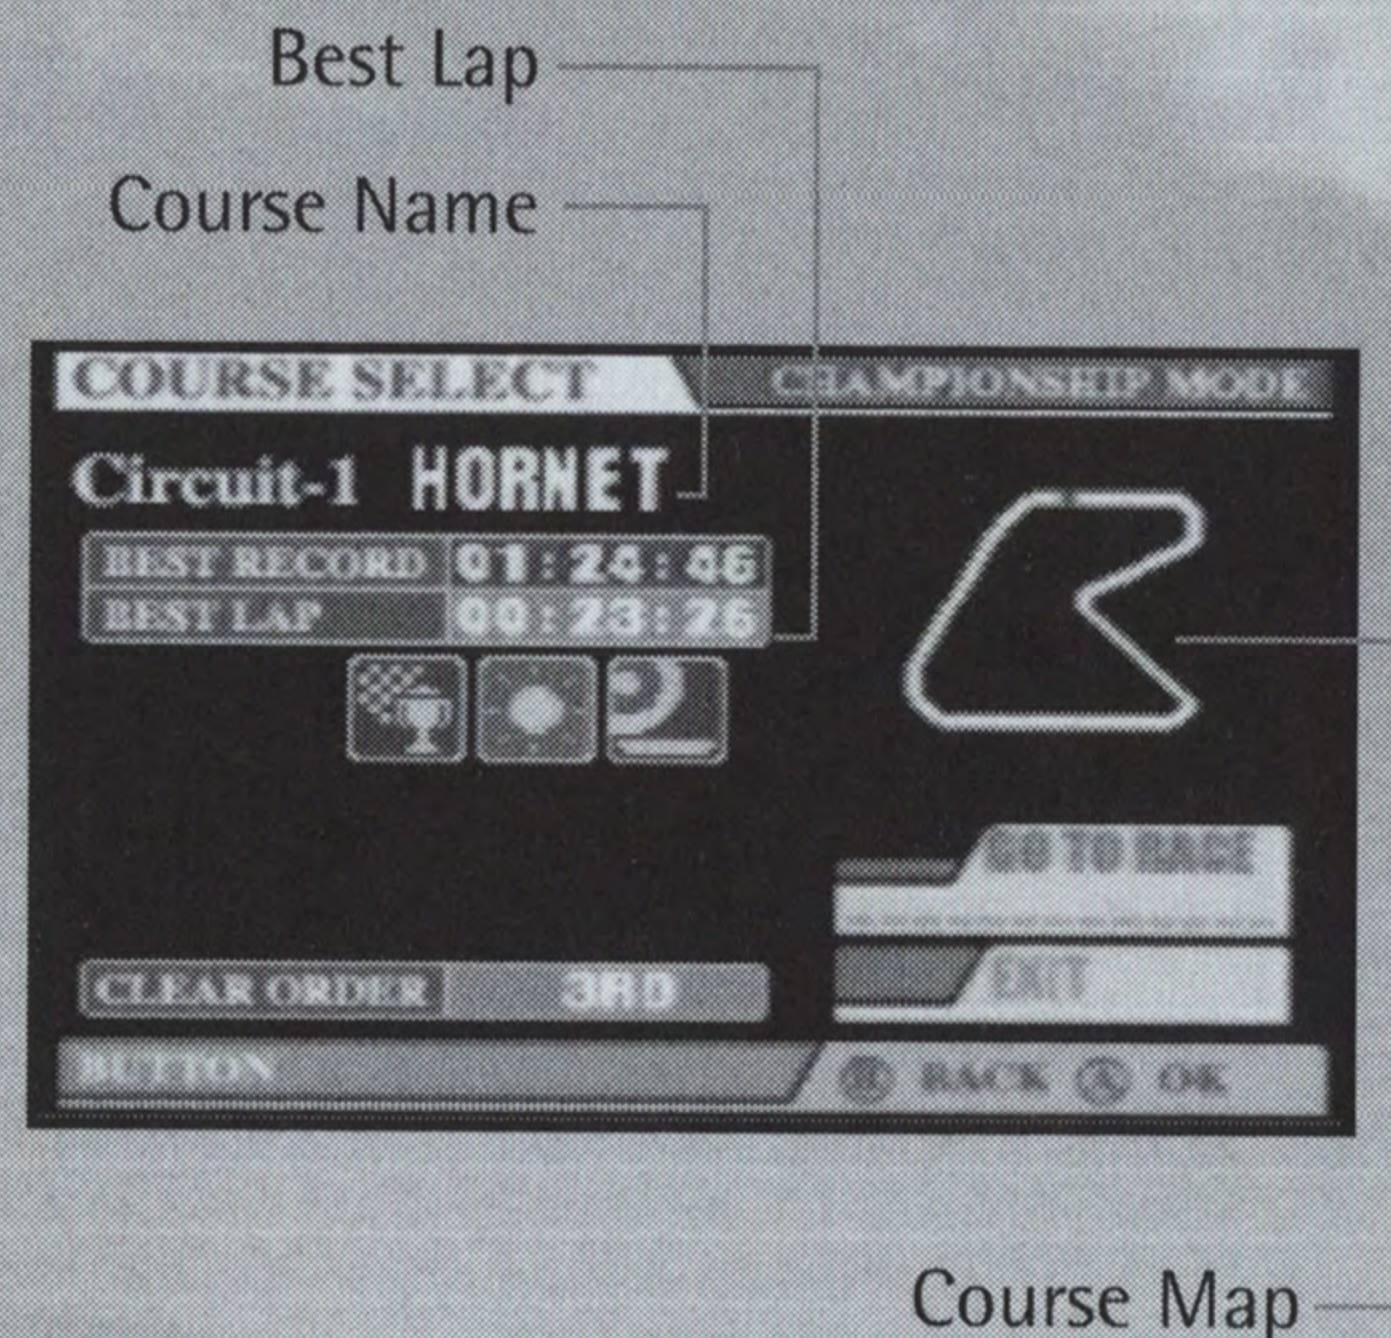 Best Lap
Course Name
COURSE SELECT
CHAMPIONSHIP MODE
Circuit-1 HORNET
BEST RECORD 01:24:46
BEST LAP 00:23:26
GO TO RACE
EXIT
CLEAR ORDER 3RD
BUTTON
B BACK A OK
Course Map